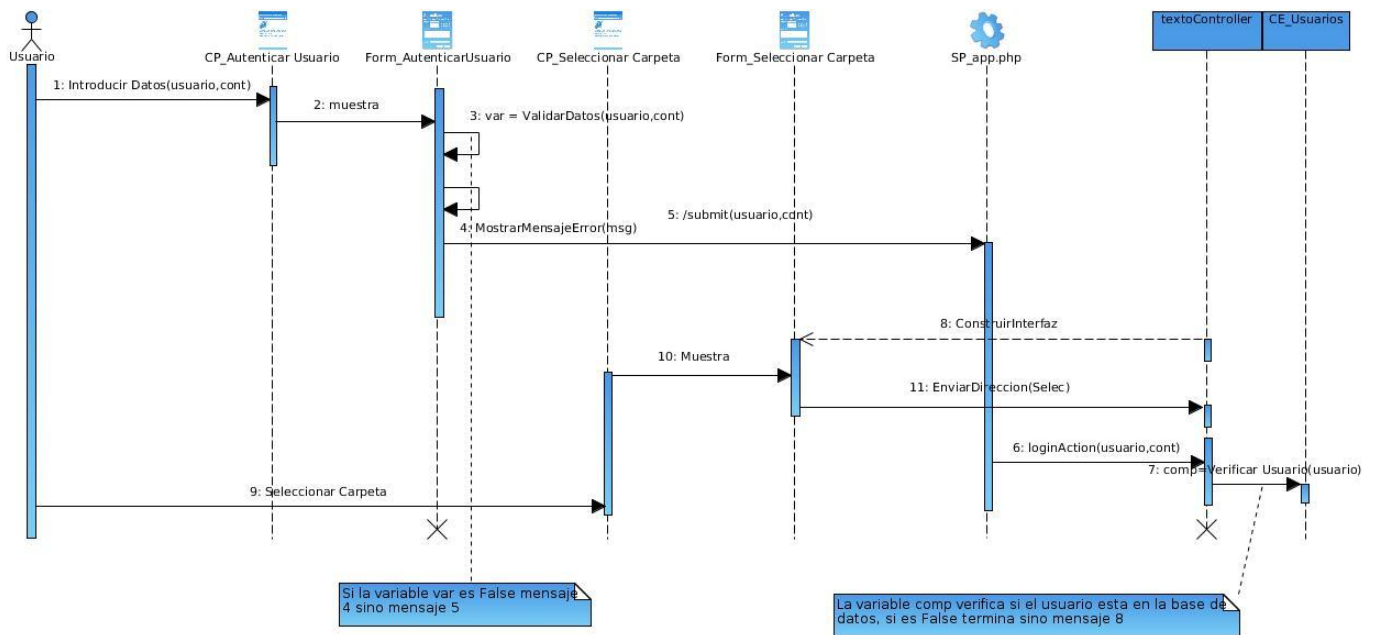 textoController
CE_Usuarios
Usuario
CP_Autenticar Usuario
Form_AutenticarUsuario
CP_Seleccionar Carpeta
Form_Seleccionar Carpeta
SP_app.php
1: Introducir Datos(usuario,cont)
2: muestra
3: var = ValidarDatos(usuario,cont)
5: /submit(usuario,cont)
4: MostrarMensajeError(msg)
8: ConstruirInterfaz
10: Muestra
11: EnviarDireccion(Selec)
6: loginAction(usuario,cont)
7: comp=Verificar Usuario(usuario)
9: Seleccionar Carpeta
Si la variable var es False mensaje
4 sino mensaje 5
La variable comp verifica si el usuario esta en la base de
datos, si es False termina sino mensaje 8